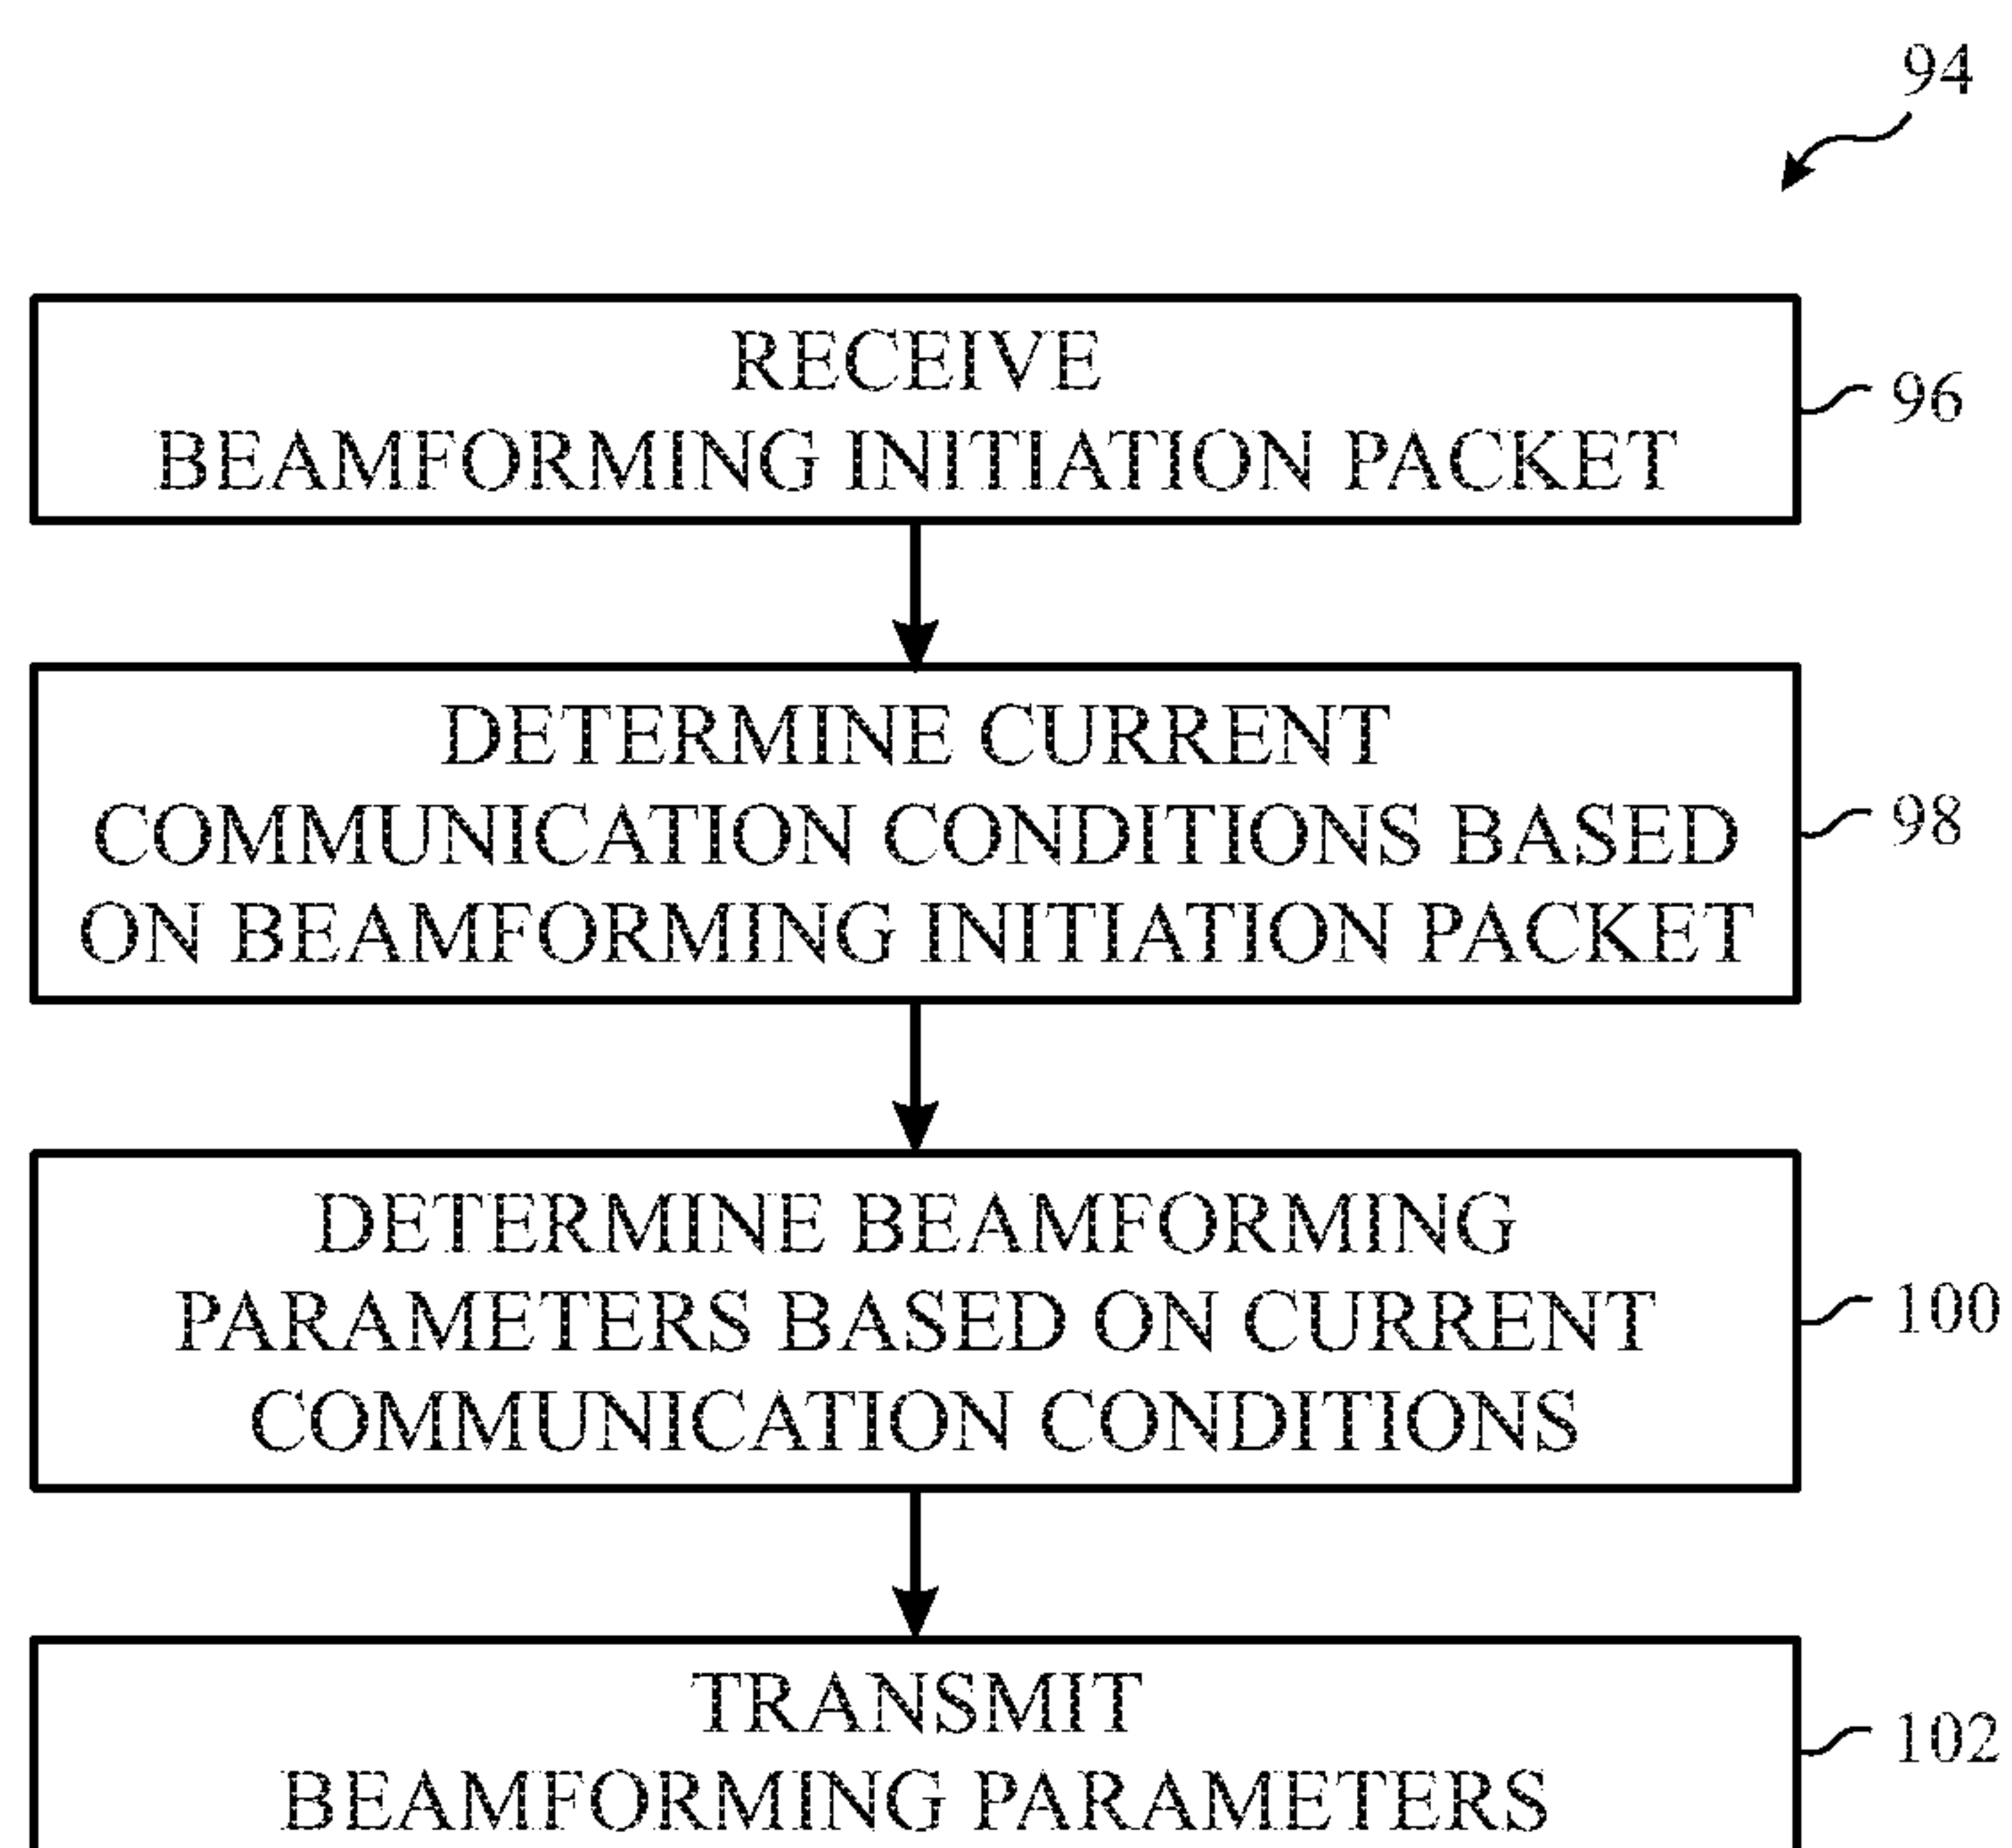 94
RECEIVE
BEAMFORMING INITIATION PACKET
96
DETERMINE CURRENT
COMMUNICATION CONDITIONS BASED
ON BEAMFORMING INITIATION PACKET
98
DETERMINE BEAMFORMING
PARAMETERS BASED ON CURRENT
COMMUNICATION CONDITIONS
100
TRANSMIT
BEAMFORMING PARAMETERS
102